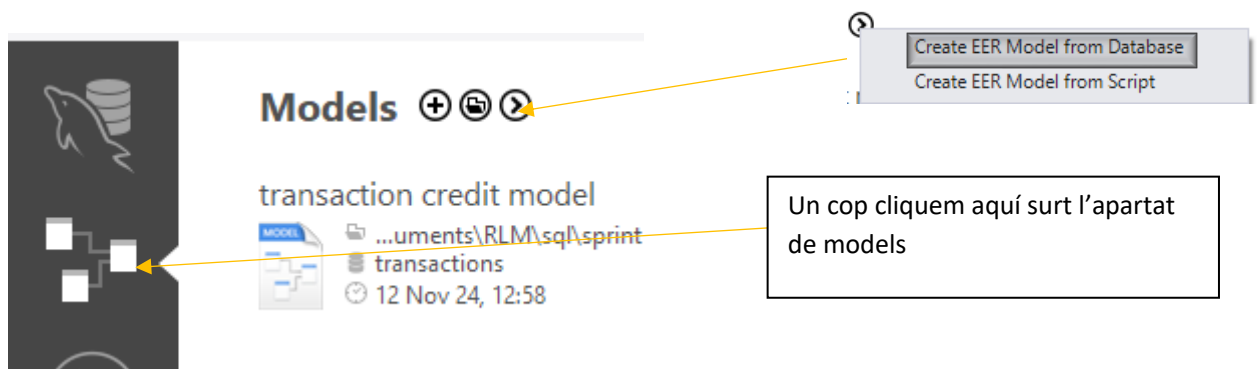 Create EER Model from Database
Create EER Model from Script
Models
transaction credit model
MODEL
...uments\RLM\sql\sprint
transactions
12 Nov 24, 12:58
Un cop cliquem aquí surt l’apartat
de models